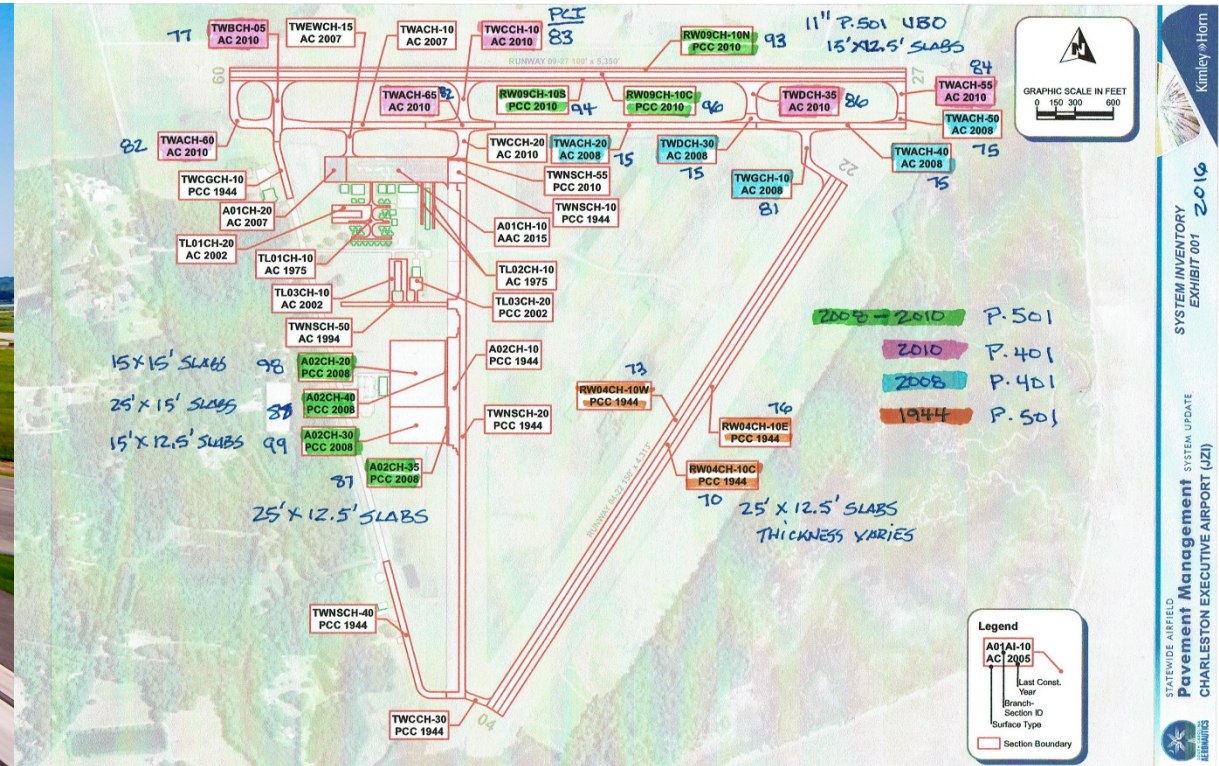 77
TWBCH-05
AC 2010
TWEWCH-15
AC 2007
TWACH-10
AC 2007
TWCCH-10
AC 2010
PCI
83
RW09CH-10N
PCC 2010
93
11" P.501 UBO
15'X12.5' SLABS
N
GRAPHIC SCALE IN FEET
0 150 300 600
Kimley»Horn
RUNWAY 09-27 100' x 5,350'
60
27
TWACH-65
AC 2010
82
RW09CH-10S
PCC 2010
94
RW09CH-10C
PCC 2010
96
TWDCH-35
AC 2010
86
84
TWACH-55
AC 2010
TWACH-50
AC 2008
75
82
TWACH-60
AC 2010
TWCCH-20
AC 2010
TWACH-20
AC 2008
75
TWDCH-30
AC 2008
75
TWACH-40
AC 2008
75
TWCGCH-10
PCC 1944
TWNSCH-55
PCC 2010
TWGCH-10
AC 2008
81
22
A01CH-20
AC 2007
TWNSCH-10
PCC 1944
A01CH-10
AAC 2015
TL01CH-20
AC 2002
TL01CH-10
AC 1975
TL02CH-10
AC 1975
TL03CH-10
AC 2002
TL03CH-20
PCC 2002
TWNSCH-50
AC 1994
2008-2010 P.501
2010 P.401
2008 P.401
1944 P.501
15X15' SLABS 98
A02CH-20
PCC 2008
A02CH-10
PCC 1944
25'X15' SLABS
A02CH-40
PCC 2008
15'X12.5' SLABS 99
A02CH-30
PCC 2008
TWNSCH-20
PCC 1944
87
A02CH-35
PCC 2008
25'X12.5' SLABS
73
RW04CH-10W
PCC 1944
76
RW04CH-10E
PCC 1944
RW04CH-10C
PCC 1944
70
25'X12.5' SLABS
THICKNESS VARIES
TWNSCH-40
PCC 1944
TWCCH-30
PCC 1944
04
Legend
A01AI-10
AC 2005
Last Const.
Year
Branch-
Section ID
Surface Type
Section Boundary
SYSTEM INVENTORY
EXHIBIT 001
2016
STATEWIDE AIRFIELD
Pavement Management SYSTEM UPDATE
CHARLESTON EXECUTIVE AIRPORT (JZI)
AERONAUTICS